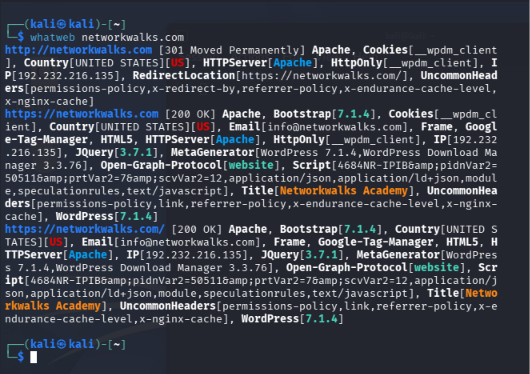 ┌──(kali㉿kali)-[~]
└─$ whatweb networkwalks.com
http://networkwalks.com [301 Moved Permanently] Apache, Cookies[__wpdm_client
], Country[UNITED STATES][US], HTTPServer[Apache], HttpOnly[__wpdm_client], I
P[192.232.216.135], RedirectLocation[https://networkwalks.com/], UncommonHead
ers[permissions-policy,x-redirect-by,referrer-policy,x-endurance-cache-level,
x-nginx-cache]
https://networkwalks.com [200 OK] Apache, Bootstrap[7.1.4], Cookies[__wpdm_cl
ient], Country[UNITED STATES][US], Email[info@networkwalks.com], Frame, Googl
e-Tag-Manager, HTML5, HTTPServer[Apache], HttpOnly[__wpdm_client], IP[192.232
.216.135], JQuery[3.7.1], MetaGenerator[WordPress 7.1.4,WordPress Download Ma
nager 3.3.76], Open-Graph-Protocol[website], Script[4684NR-IPIB&amp;pidnVar2=
50511&amp;prtVar2=7&amp;scvVar2=12,application/json,application/ld+json,modul
e,speculationrules,text/javascript], Title[Networkwalks Academy], UncommonHea
ders[permissions-policy,link,referrer-policy,x-endurance-cache-level,x-nginx-
cache], WordPress[7.1.4]
https://networkwalks.com/ [200 OK] Apache, Bootstrap[7.1.4], Country[UNITED S
TATES][US], Email[info@networkwalks.com], Frame, Google-Tag-Manager, HTML5, H
TTPServer[Apache], IP[192.232.216.135], JQuery[3.7.1], MetaGenerator[WordPres
s 7.1.4,WordPress Download Manager 3.3.76], Open-Graph-Protocol[website], Scr
ipt[4684NR-IPIB&amp;pidnVar2=50511&amp;prtVar2=7&amp;scvVar2=12,application/j
son,application/ld+json,module,speculationrules,text/javascript], Title[Netwo
rkwalks Academy], UncommonHeaders[permissions-policy,link,referrer-policy,x-e
ndurance-cache-level,x-nginx-cache], WordPress[7.1.4]
┌──(kali㉿kali)-[~]
└─$